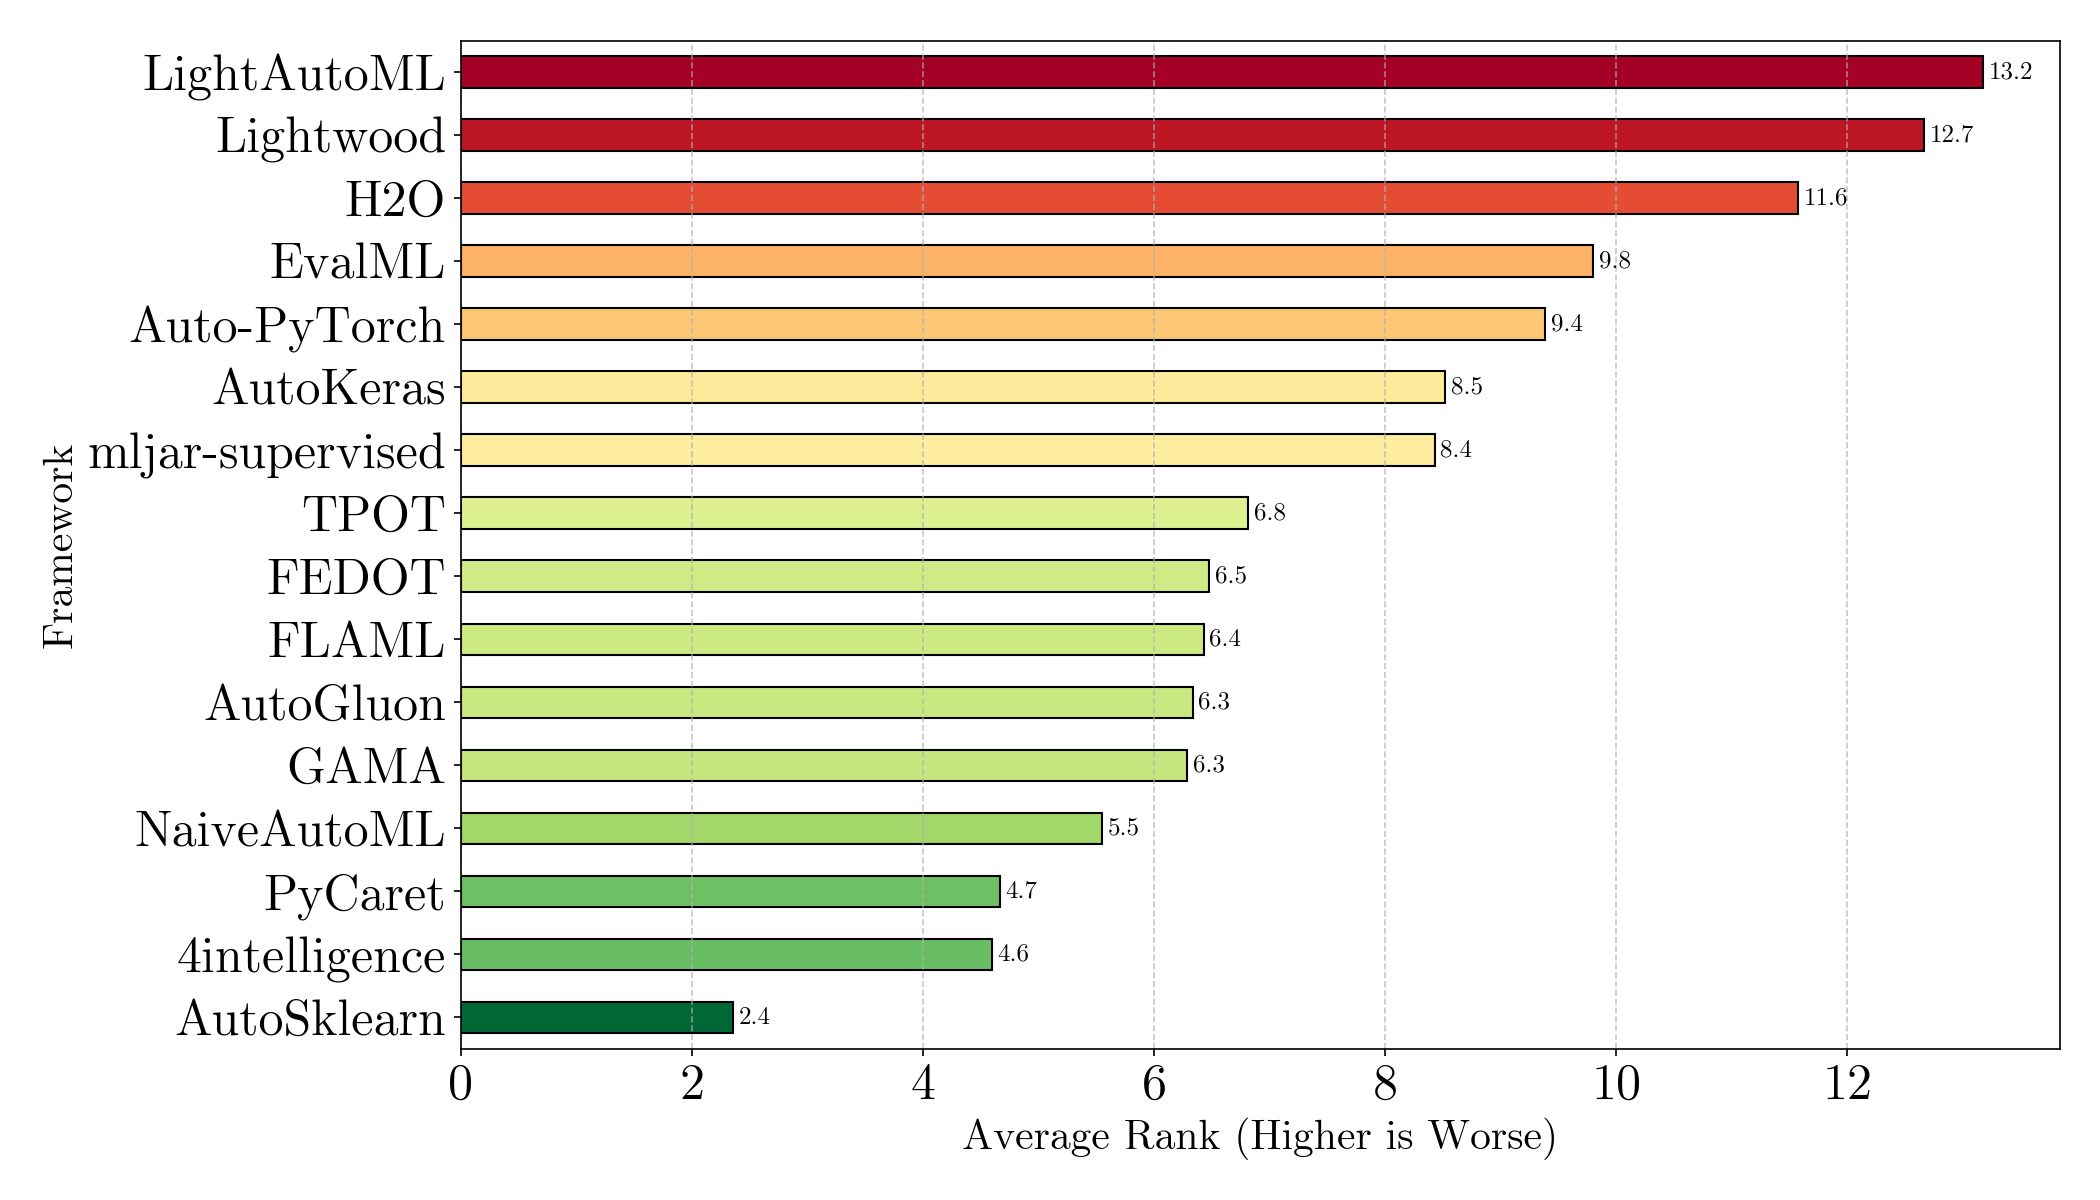 LightAutoML 13.2
Lightwood 12.7
H2O 11.6
EvalML 9.8
Auto-PyTorch 9.4
AutoKeras 8.5
mljar-supervised 8.4
TPOT 6.8
FEDOT 6.5
FLAML 6.4
AutoGluon 6.3
GAMA 6.3
NaiveAutoML 5.5
PyCaret 4.7
4intelligence 4.6
AutoSklearn 2.4
Framework
0 2 4 6 8 10 12
Average Rank (Higher is Worse)